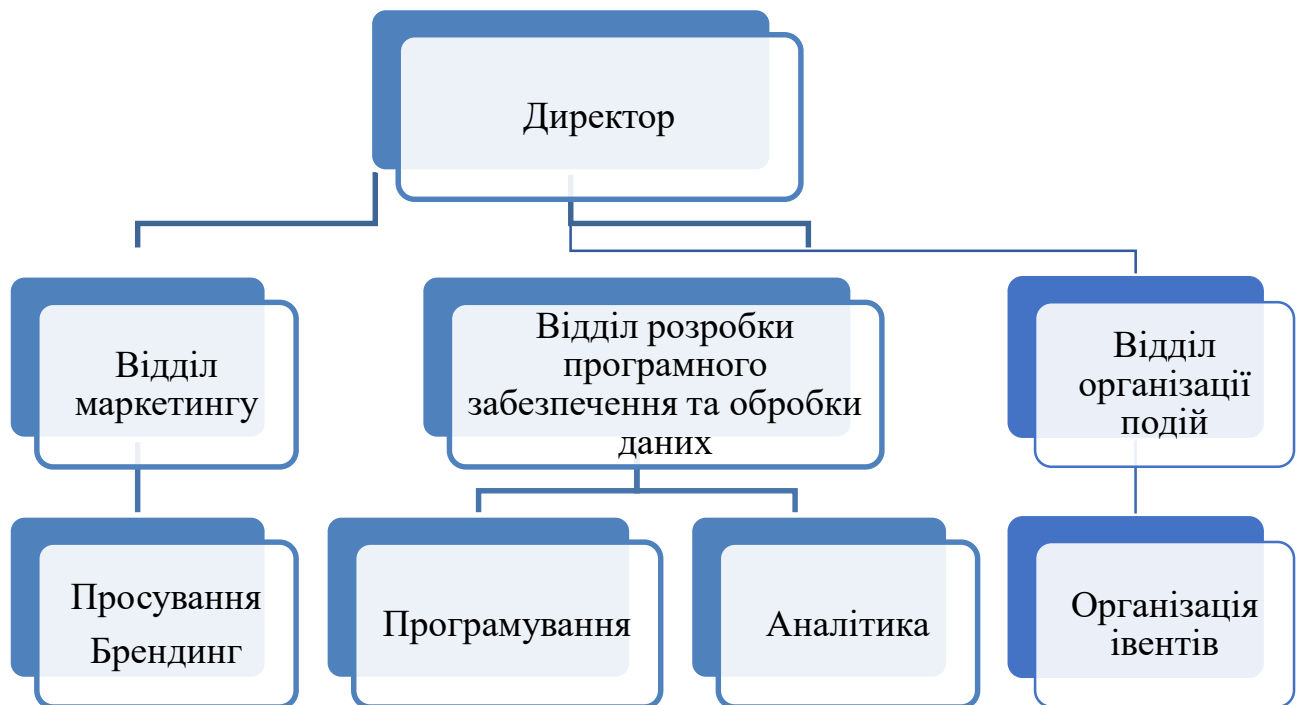 Директор
Відділ
маркетингу
Відділ розробки
програмного
забезпечення та обробки
даних
Відділ
організації
подій
Просування
Брендинг
Програмування
Аналітика
Організація
івентів